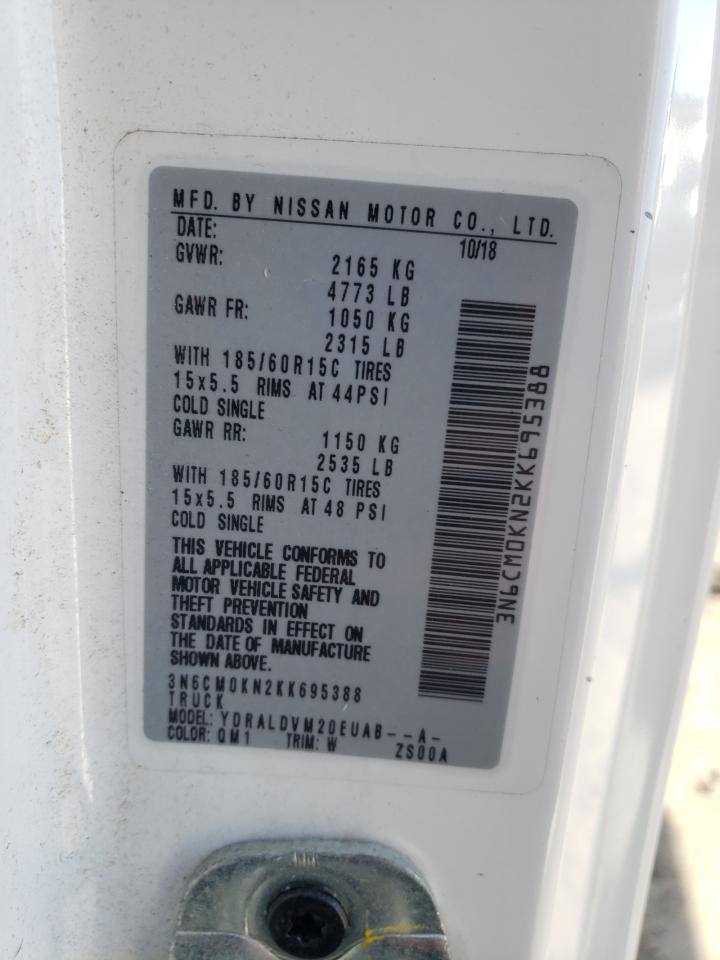 MFD. BY NISSAN MOTOR CO., LTD.
DATE: 10/18
GVWR: 2165 KG
4773 LB
GAWR FR: 1050 KG
2315 LB
WITH 185/60R15C TIRES
15x5.5 RIMS AT 44PSI
COLD SINGLE
GAWR RR: 1150 KG
2535 LB
WITH 185/60R15C TIRES
15x5.5 RIMS AT 48 PSI
COLD SINGLE
THIS VEHICLE CONFORMS TO
ALL APPLICABLE FEDERAL
MOTOR VEHICLE SAFETY AND
THEFT PREVENTION
STANDARDS IN EFFECT ON
THE DATE OF MANUFACTURE
SHOWN ABOVE.
3N6CM0KN2KK695388
TRUCK
MODEL: YDRALDVM20EUAB--A-
COLOR: QM1 TRIM: W ZS00A
3N6CM0KN2KK695388